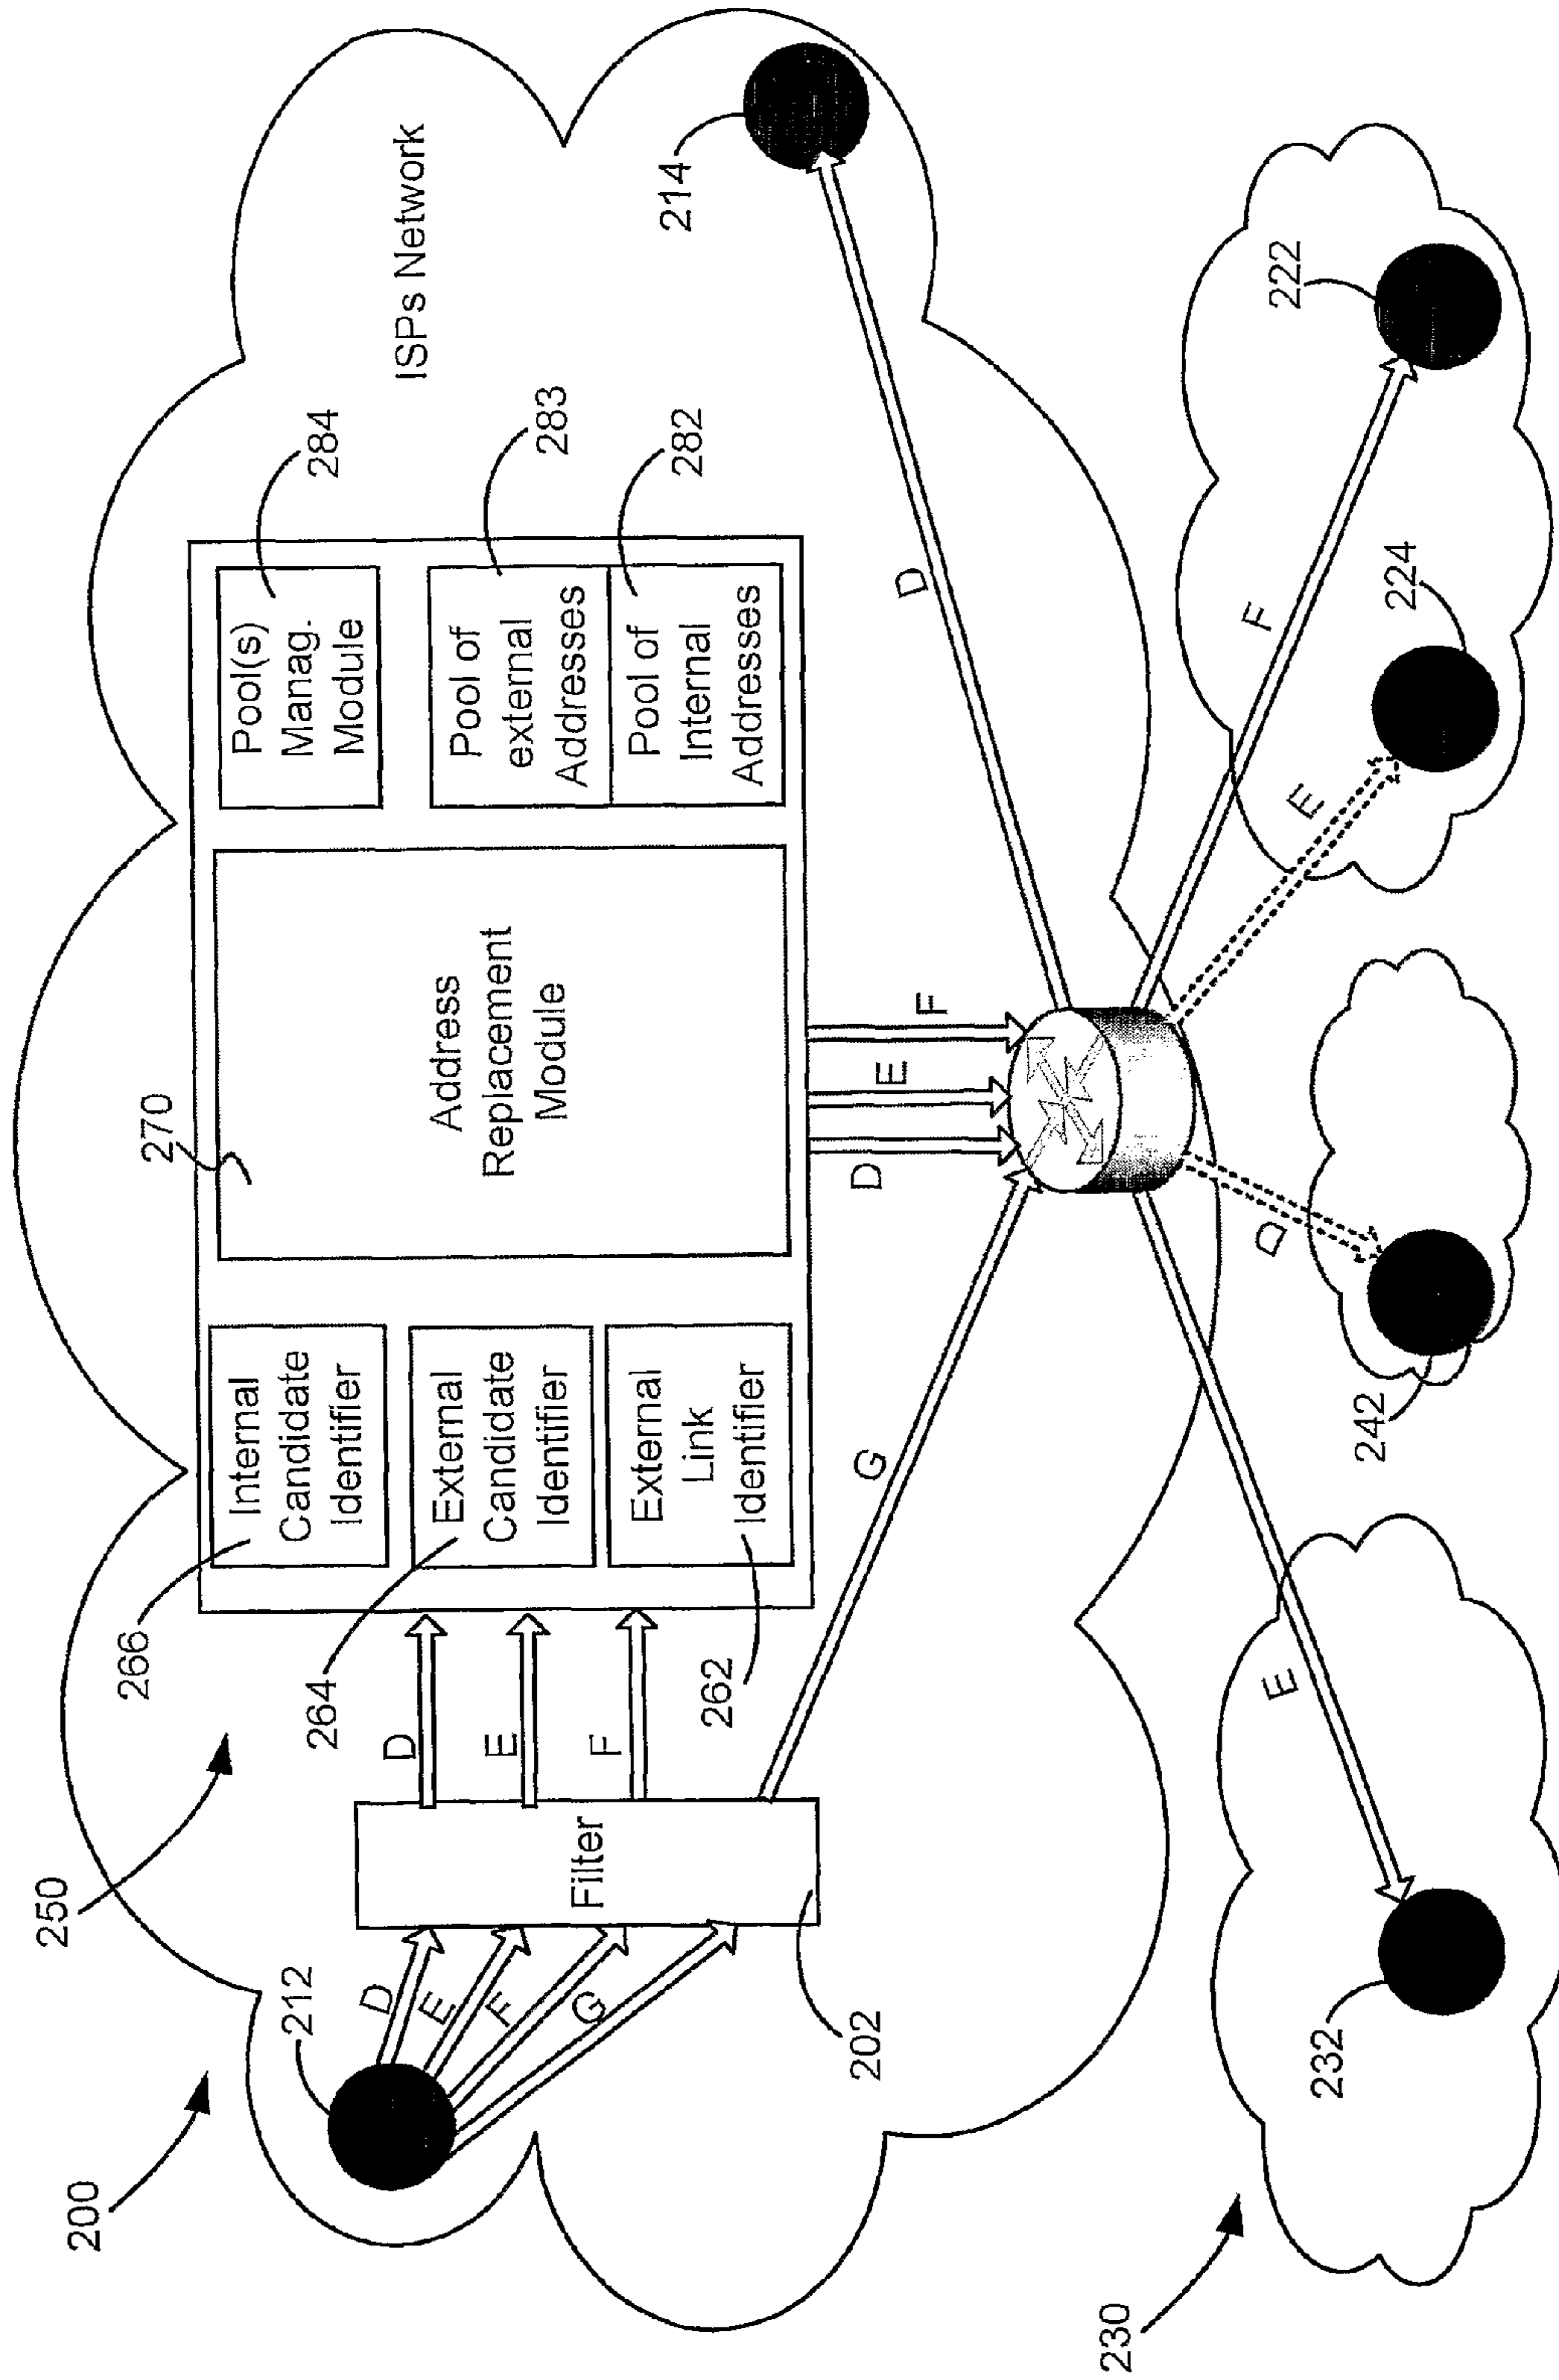 200
212
250
D
E
F
G
Filter
202
D
E
F
266
264
262
Internal
Candidate
Identifier
External
Candidate
Identifier
External
Link
Identifier
270
Address
Replacement
Module
Pool(s)
Manag.
Module
Pool of
external
Addresses
Pool of
Internal
Addresses
284
283
282
ISPs Network
214
G
D
E
F
D
230
232
E
242
D
E
224
F
222